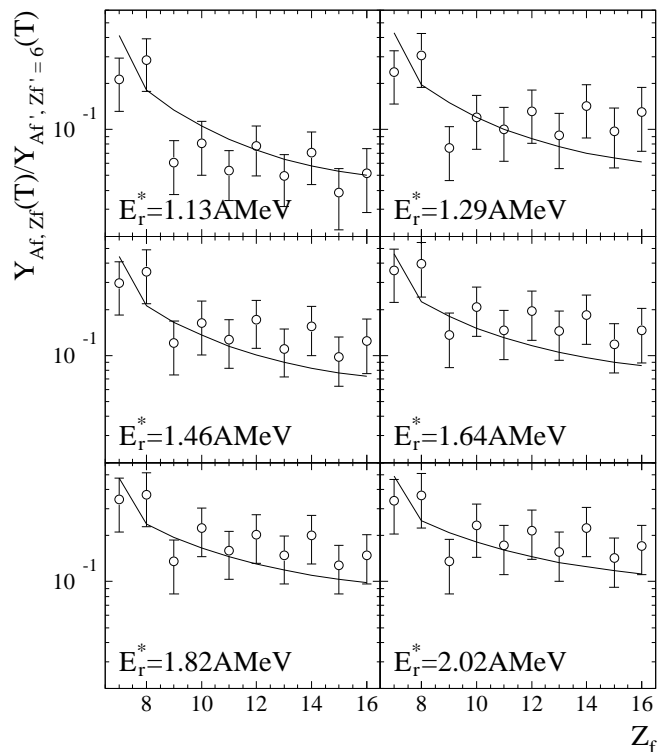 Y_{Af, Zf}(T)/Y_{Af', Zf' = 6}(T)
10^{-1}
E_r^*=1.13AMeV
E_r^*=1.29AMeV
10^{-1}
E_r^*=1.46AMeV
E_r^*=1.64AMeV
10^{-1}
E_r^*=1.82AMeV
E_r^*=2.02AMeV
8 10 12 14 16 8 10 12 14 16
Z_f